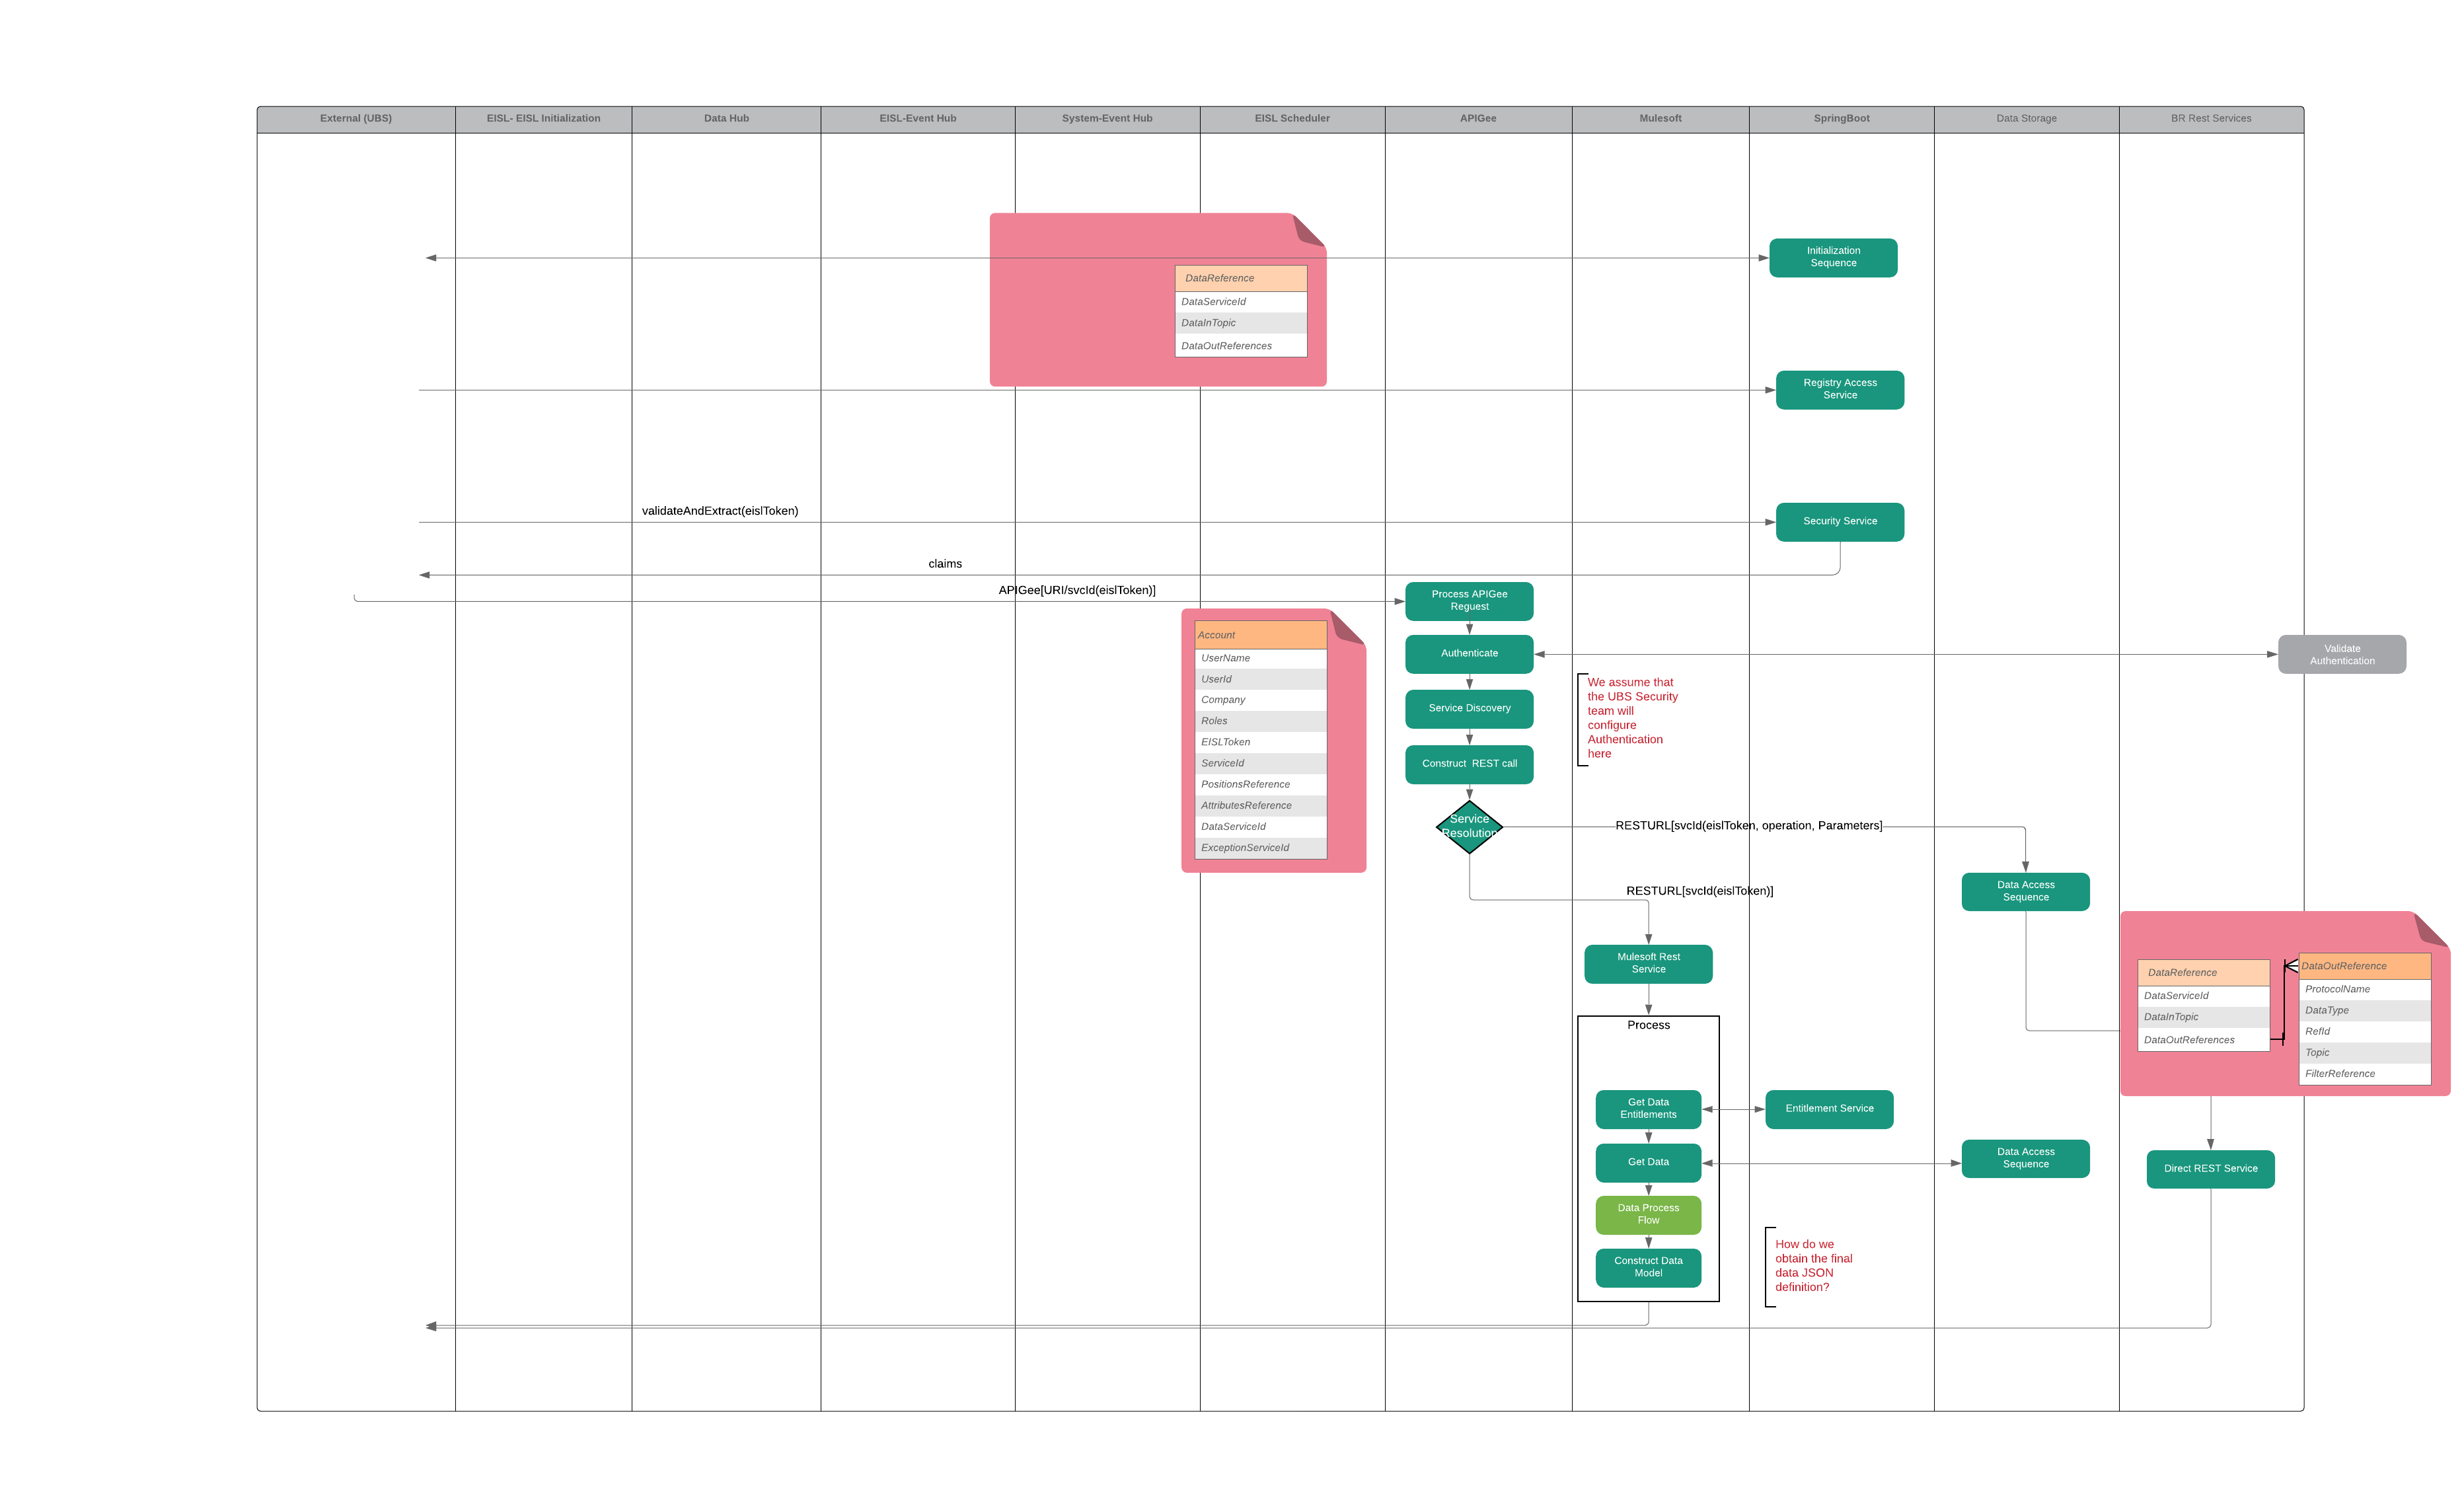 External (UBS)
EISL- EISL Initialization
Data Hub
EISL-Event Hub
System-Event Hub
EISL Scheduler
APIGee
Mulesoft
SpringBoot
Data Storage
BR Rest Services
Initialization
Sequence
DataReference
DataServiceId
DataInTopic
DataOutReferences
Registry Access
Service
validateAndExtract(eislToken)
Security Service
claims
APIGee[URI/svcId(eislToken)]
Process APIGee
Reguest
Account
UserName
UserId
Company
Roles
EISLToken
ServiceId
PositionsReference
AttributesReference
DataServiceId
ExceptionServiceId
Authenticate
Validate
Authentication
We assume that
the UBS Security
team will
configure
Authentication
here
Service Discovery
Construct  REST call
Service
Resolution
RESTURL[svcId(eislToken, operation, Parameters]
RESTURL[svcId(eislToken)]
Data Access
Sequence
Mulesoft Rest
Service
DataReference
DataServiceId
DataInTopic
DataOutReferences
DataOutReference
ProtocolName
DataType
RefId
Topic
FilterReference
Process
Get Data
Entitlements
Entitlement Service
Get Data
Data Access
Sequence
Direct REST Service
Data Process
Flow
Construct Data
Model
How do we
obtain the final
data JSON
definition?